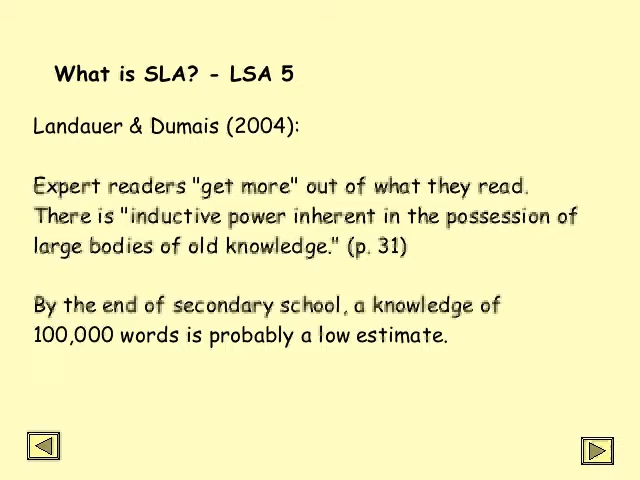 What is SLA? - LSA 5
Landauer & Dumais (2004):
Expert readers "get more" out of what they read.
There is "inductive power inherent in the possession of
large bodies of old knowledge." (p. 31)
By the end of secondary school, a knowledge of
100,000 words is probably a low estimate.